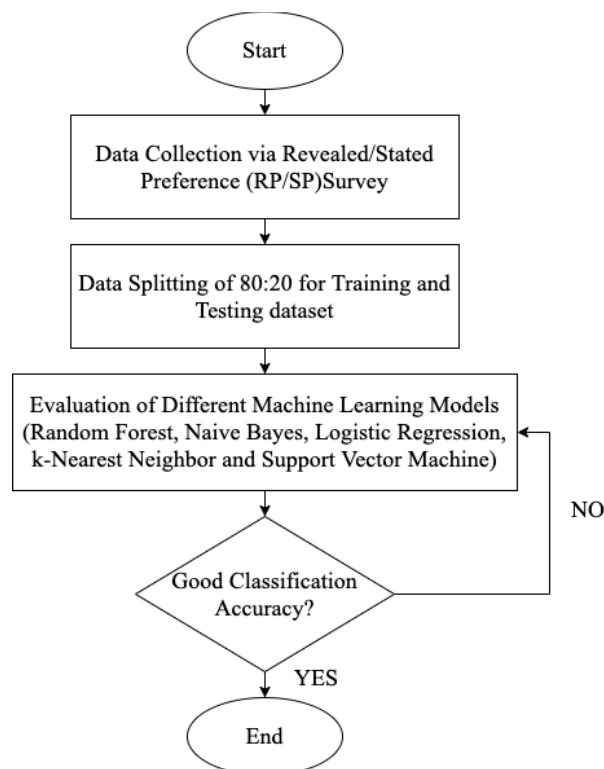 Start
Data Collection via Revealed/Stated
Preference (RP/SP)Survey
Data Splitting of 80:20 for Training and
Testing dataset
Evaluation of Different Machine Learning Models
(Random Forest, Naive Bayes, Logistic Regression,
k-Nearest Neighbor and Support Vector Machine)
NO
Good Classification
Accuracy?
YES
End